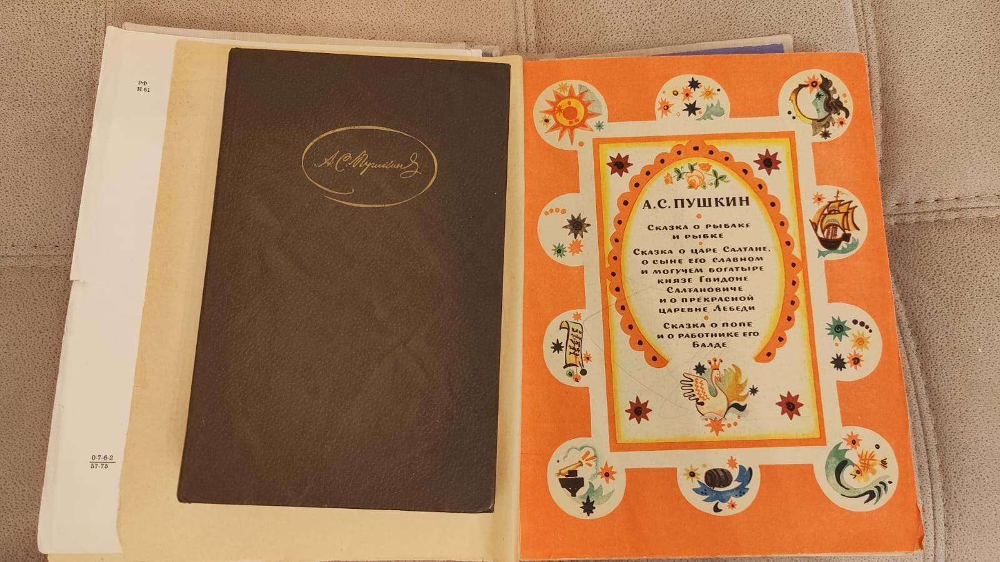 РФ
К 61
0-7-6-2
57-75
А. С. Пушкинъ
А.С.ПУШКИН
Сказка о рыбаке
и рыбке
Сказка о царе Салтане,
о сыне его славном
и могучем богатыре
князе Гвидоне
Салтановиче
и о прекрасной
царевне Лебеди
Сказка о попе
и о работнике его
Балде